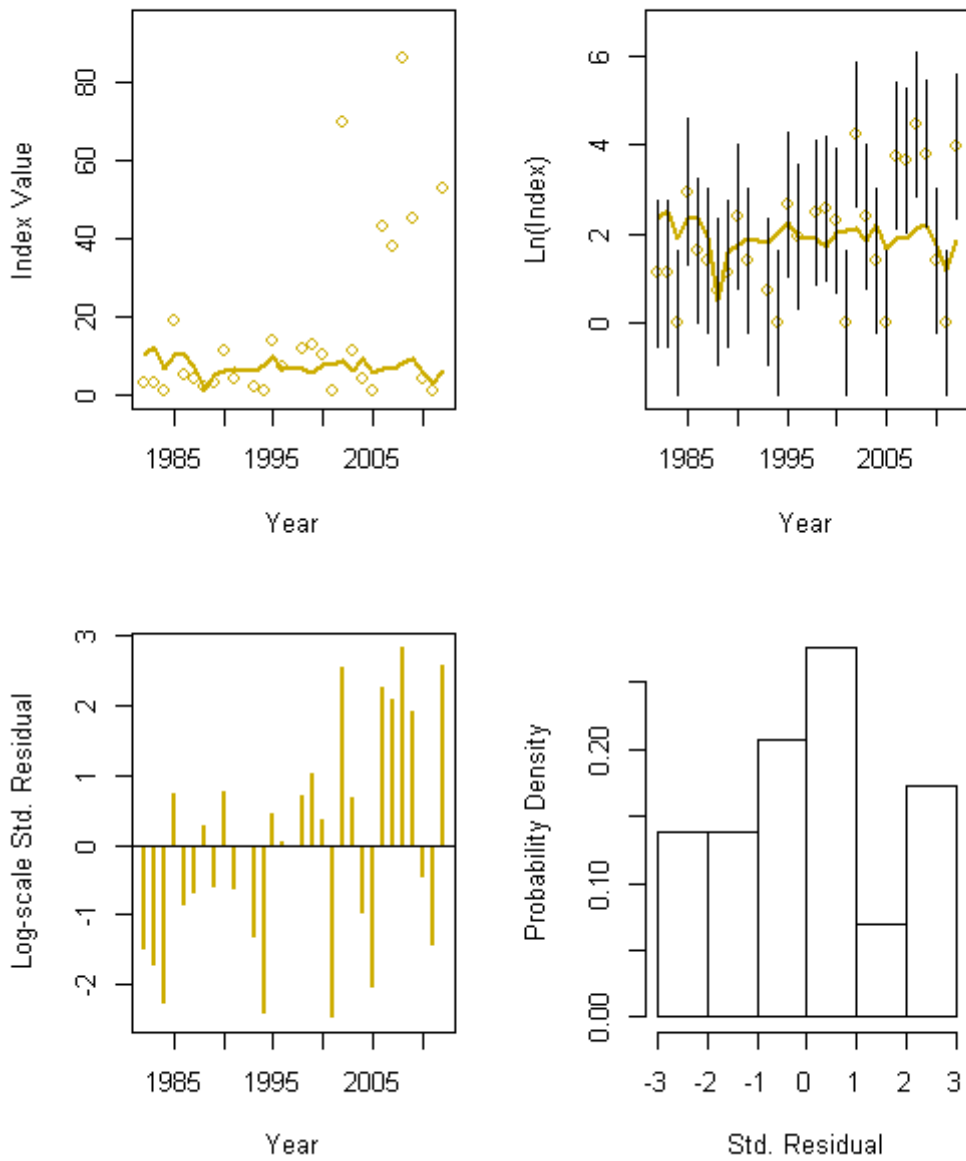 Index Value
80
60
40
20
0
1985 1995 2005
Year
Ln(Index)
6
4
2
0
1985 1995 2005
Year
Log-scale Std. Residual
3
2
1
0
-1
-2
1985 1995 2005
Year
Probability Density
0.20
0.10
0.00
-3 -2 -1 0 1 2 3
Std. Residual